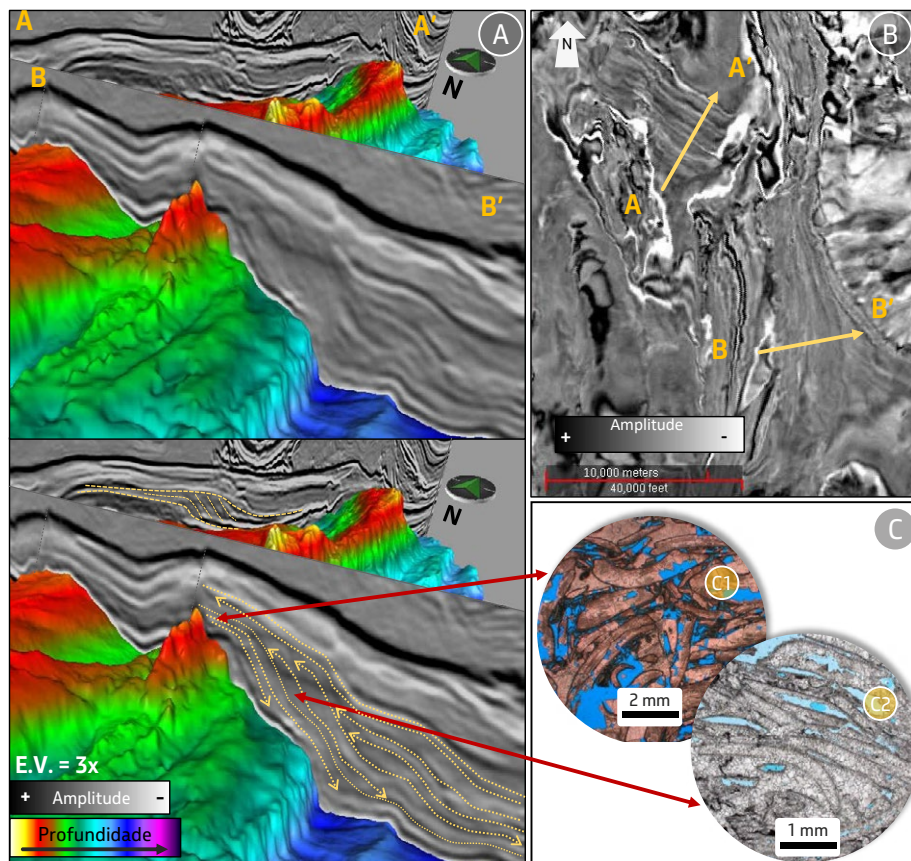 A
A'
A
N
B
B'
N
E.V. = 3x
+ Amplitude -
Profundidade
B
N
A'
A
B'
B
Amplitude
+ -
10,000 meters
40,000 feet
C
C1
2 mm
C2
1 mm